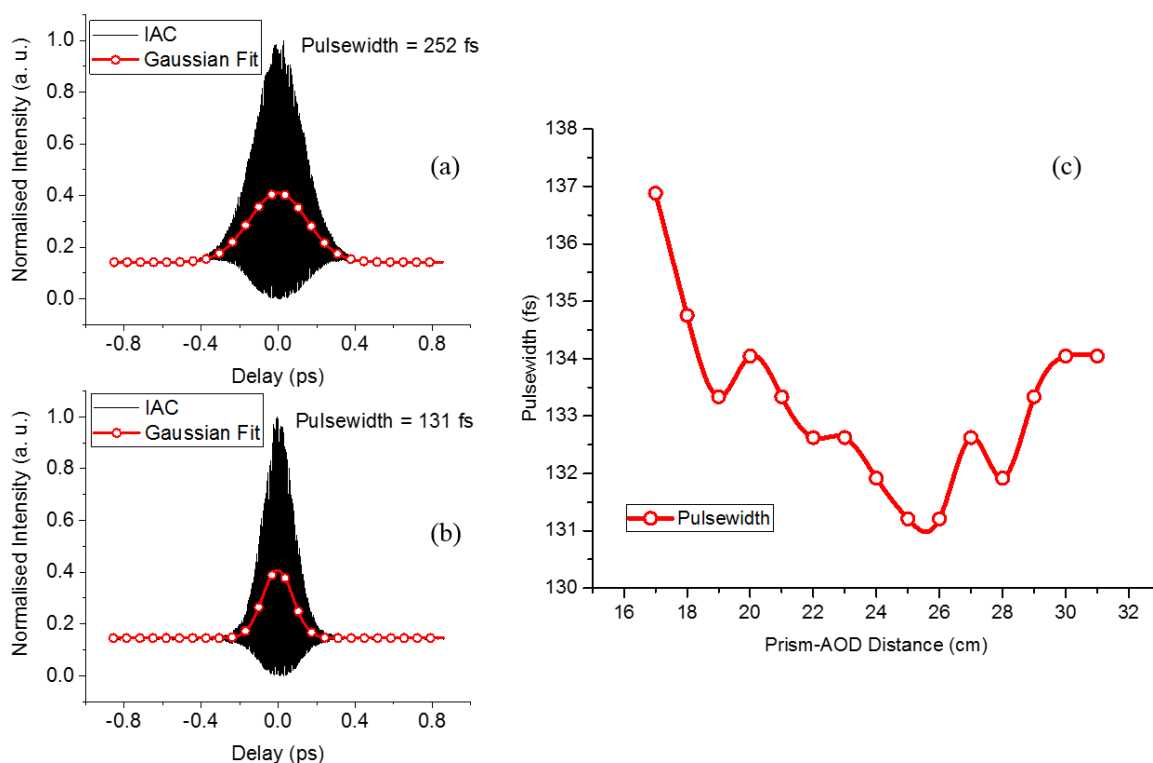 IAC
Gaussian Fit
Pulsewidth = 252 fs
(a)
Normalised Intensity (a. u.)
1.0
0.8
0.6
0.4
0.2
0.0
-0.8 -0.4 0.0 0.4 0.8
Delay (ps)
IAC
Gaussian Fit
Pulsewidth = 131 fs
(b)
Normalised Intensity (a. u.)
1.0
0.8
0.6
0.4
0.2
0.0
-0.8 -0.4 0.0 0.4 0.8
Delay (ps)
(c)
Pulsewidth (fs)
138
137
136
135
134
133
132
131
130
Pulsewidth
16 18 20 22 24 26 28 30 32
Prism-AOD Distance (cm)